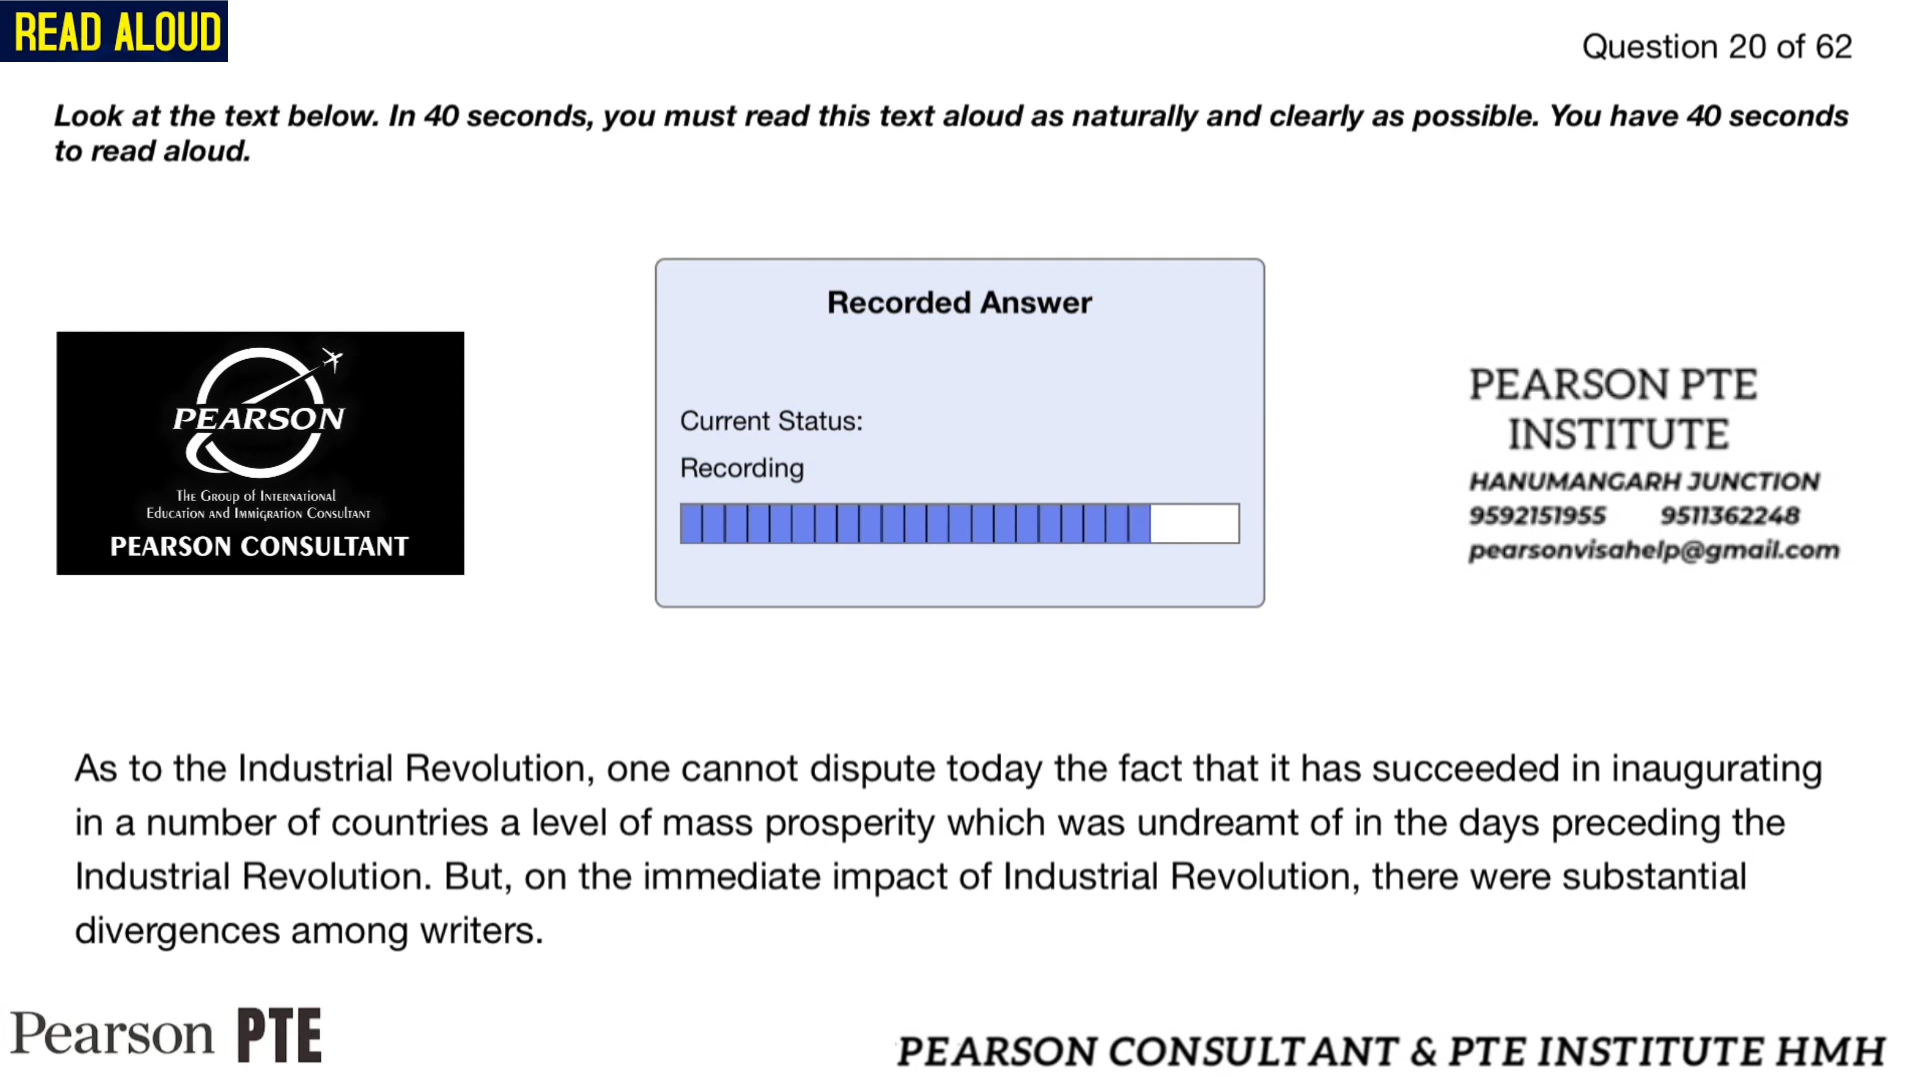 READ ALOUD
Question 20 of 62
Look at the text below. In 40 seconds, you must read this text aloud as naturally and clearly as possible. You have 40 seconds
to read aloud.
Recorded Answer
Current Status:
Recording
PEARSON
The Group of International
Education and Immigration Consultant
PEARSON CONSULTANT
PEARSON PTE
INSTITUTE
HANUMANGARH JUNCTION
9592151955 9511362248
pearsonvisahelp@gmail.com
As to the Industrial Revolution, one cannot dispute today the fact that it has succeeded in inaugurating
in a number of countries a level of mass prosperity which was undreamt of in the days preceding the
Industrial Revolution. But, on the immediate impact of Industrial Revolution, there were substantial
divergences among writers.
Pearson PTE
PEARSON CONSULTANT & PTE INSTITUTE HMH